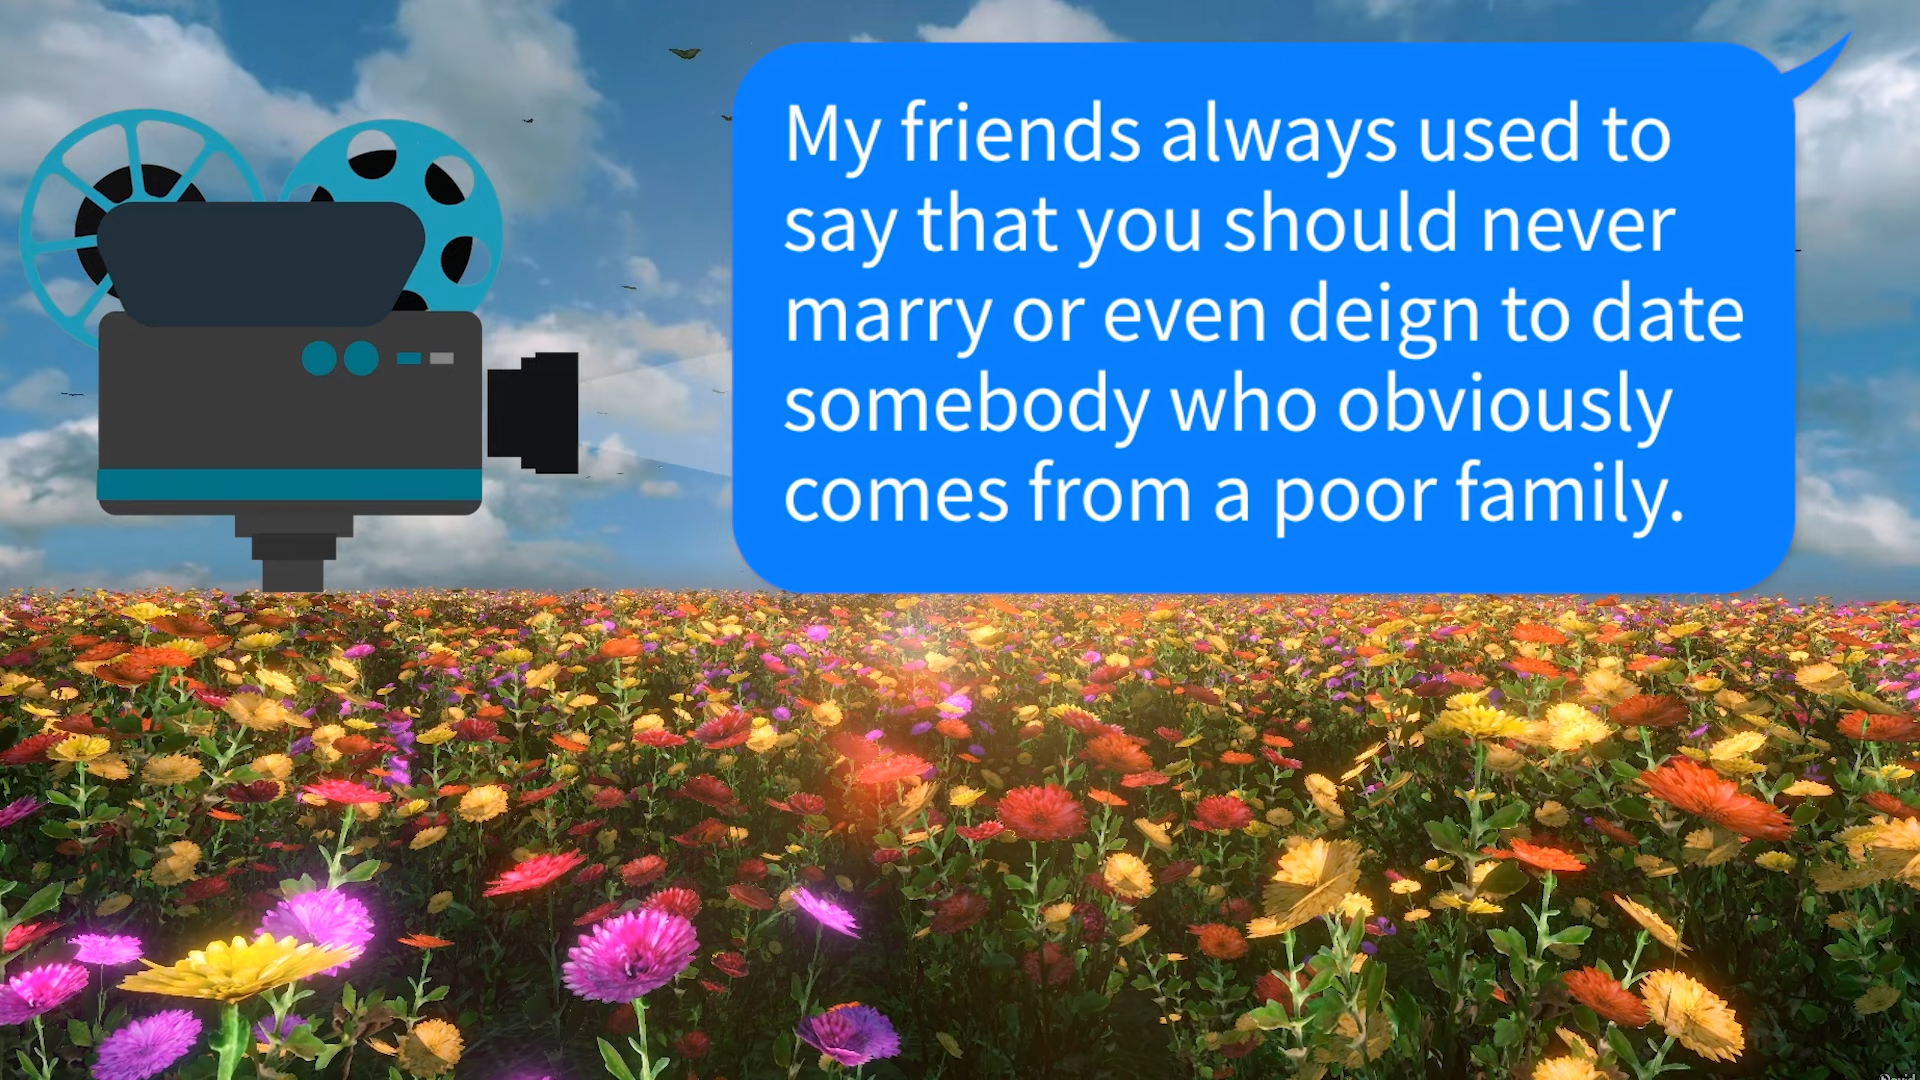 My friends always used to
say that you should never
marry or even deign to date
somebody who obviously
comes from a poor family.